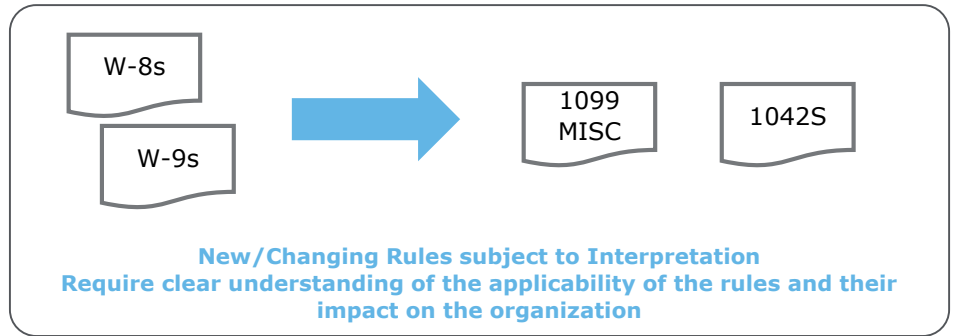 W-8s
W-9s
1099
MISC
1042S
New/Changing Rules subject to Interpretation
Require clear understanding of the applicability of the rules and their
impact on the organization